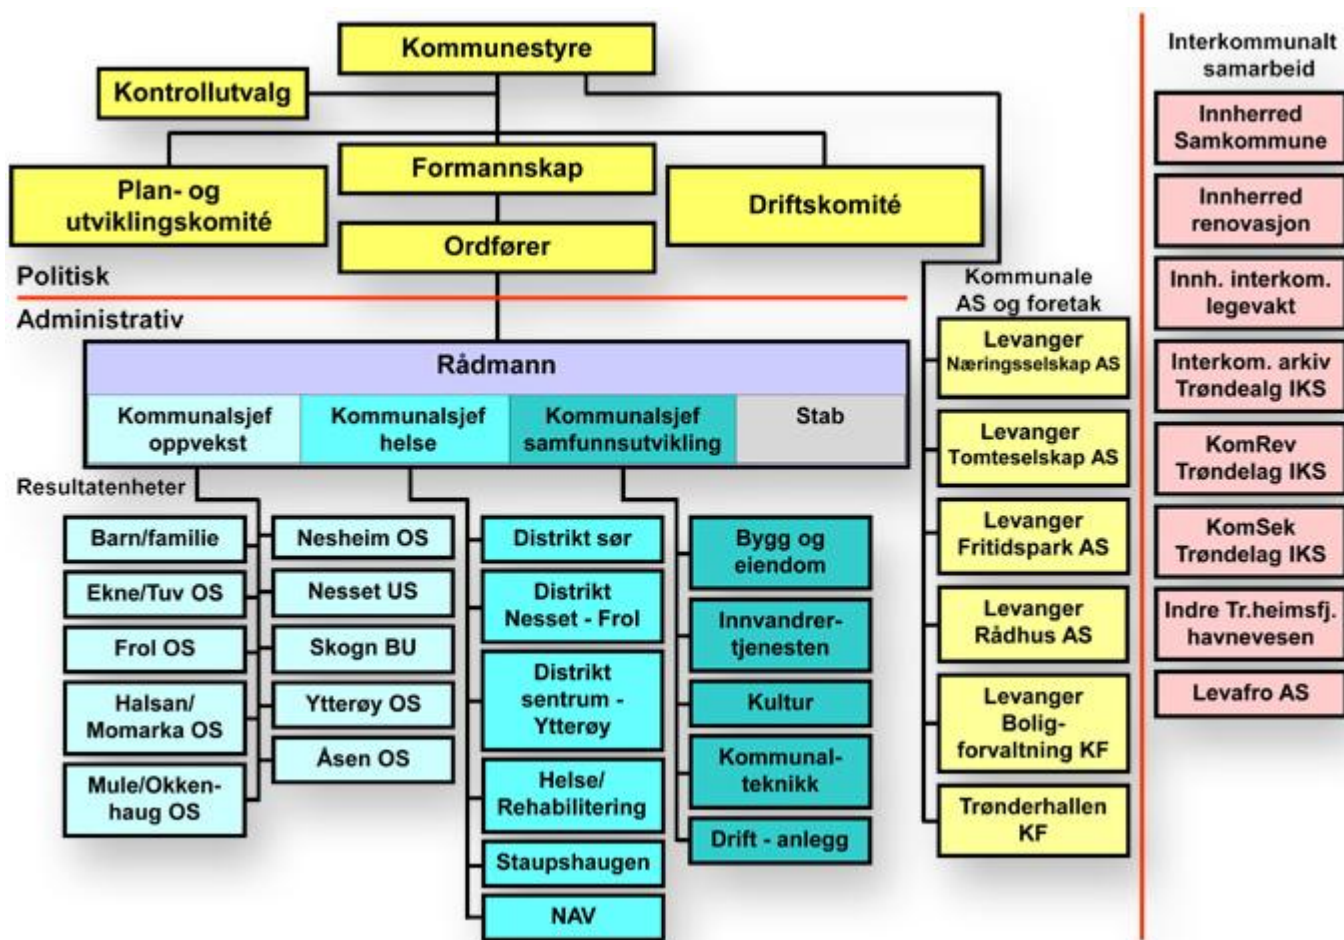 Kommunestyre
Kontrollutvalg
Plan- og
utviklingskomité
Formannskap
Driftskomité
Ordfører
Politisk
Administrativ
Rådmann
Kommunalsjef
oppvekst
Kommunalsjef
helse
Kommunalsjef
samfunnsutvikling
Stab
Resultatenheter
Barn/familie
Ekne/Tuv OS
Frol OS
Halsan/
Momarka OS
Mule/Okken-
haug OS
Nesheim OS
Nesset US
Skogn BU
Ytterøy OS
Åsen OS
Distrikt sør
Distrikt
Nesset - Frol
Distrikt
sentrum -
Ytterøy
Helse/
Rehabilitering
Staupshaugen
NAV
Bygg og
eiendom
Innvandrer-
tjenesten
Kultur
Kommunal-
teknikk
Drift - anlegg
Kommunale
AS og foretak
Levanger
Næringsselskap AS
Levanger
Tomteselskap AS
Levanger
Fritidspark AS
Levanger
Rådhus AS
Levanger
Bolig-
forvaltning KF
Trønderhallen
KF
Interkommunalt
samarbeid
Innherred
Samkommune
Innherred
renovasjon
Innh. interkom.
legevakt
Interkom. arkiv
Trøndealg IKS
KomRev
Trøndelag IKS
KomSek
Trøndelag IKS
Indre Tr.heimsfj.
havnevesen
Levafro AS